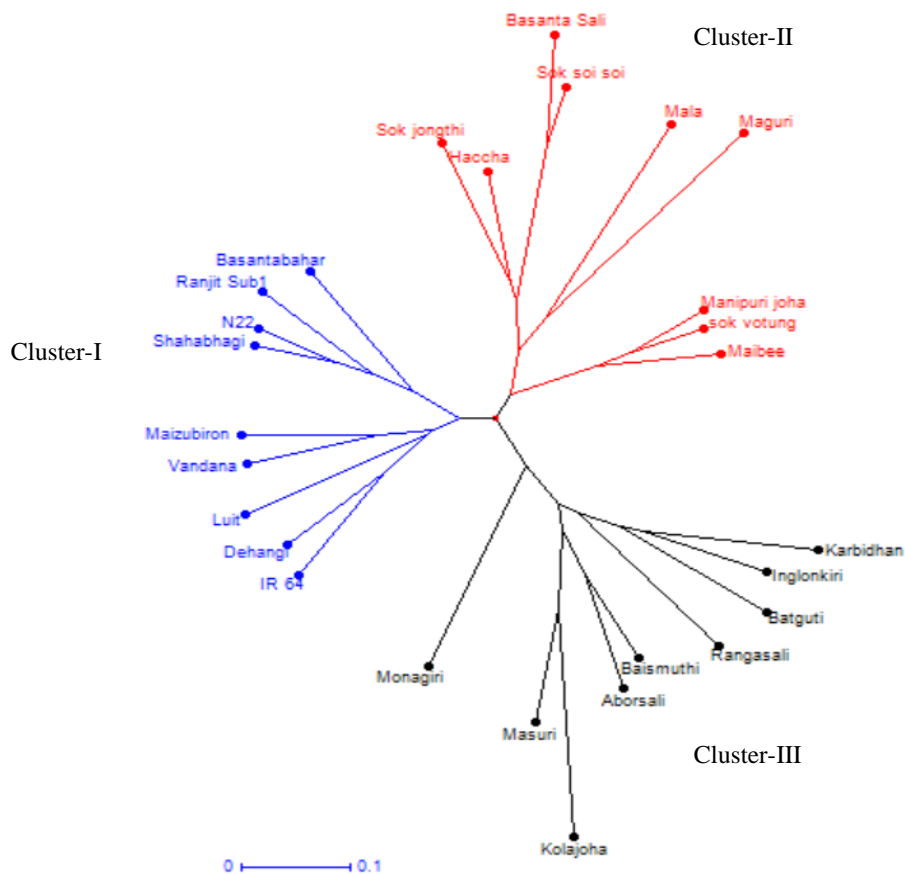 Basanta Sali
Cluster-II
Sok soi soi
Mala
Maguri
Sok jongthi
Haccha
Basantabahar
Ranjit Sub1
N22
Shahabhagi
Cluster-I
Manipuri joha
sok votung
Maibee
Maizubiron
Vandana
Luit
Dehangi
IR 64
Karbidhan
Inglonkiri
Batguti
Rangasali
Baismuthi
Aborsali
Monagiri
Masuri
Cluster-III
Kolajoha
0 0.1